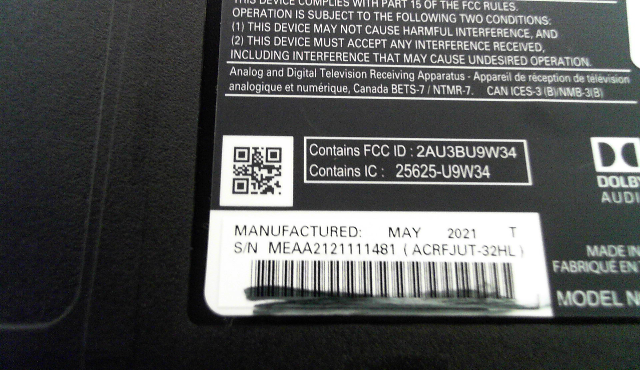 THIS DEVICE COMPLIES WITH PART 15 OF THE FCC RULES.
OPERATION IS SUBJECT TO THE FOLLOWING TWO CONDITIONS:
(1) THIS DEVICE MAY NOT CAUSE HARMFUL INTERFERENCE, AND
(2) THIS DEVICE MUST ACCEPT ANY INTERFERENCE RECEIVED,
INCLUDING INTERFERENCE THAT MAY CAUSE UNDESIRED OPERATION.
Analog and Digital Television Receiving Apparatus - Appareil de réception de télévision
analogique et numérique, Canada BETS-7 / NTMR-7. CAN ICES-3 (B)/NMB-3(B)
Contains FCC ID : 2AU3BU9W34
Contains IC : 25625-U9W34
DOLBY
AUDI
MANUFACTURED: MAY 2021 T
S/N MEAA2121111481 ( ACRFJUT-32HL )
MADE IN
FABRIQUÉ EN
MODEL N